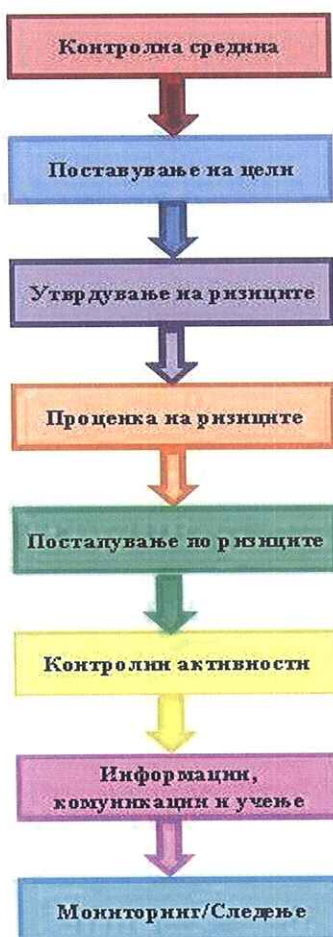 Контролна средина
Поставување на цели
Утврдување на ризиците
Проценка на ризиците
Постапување по ризиците
Контролни активности
Информации,
комуникации и учење
Мониторинг/Следење